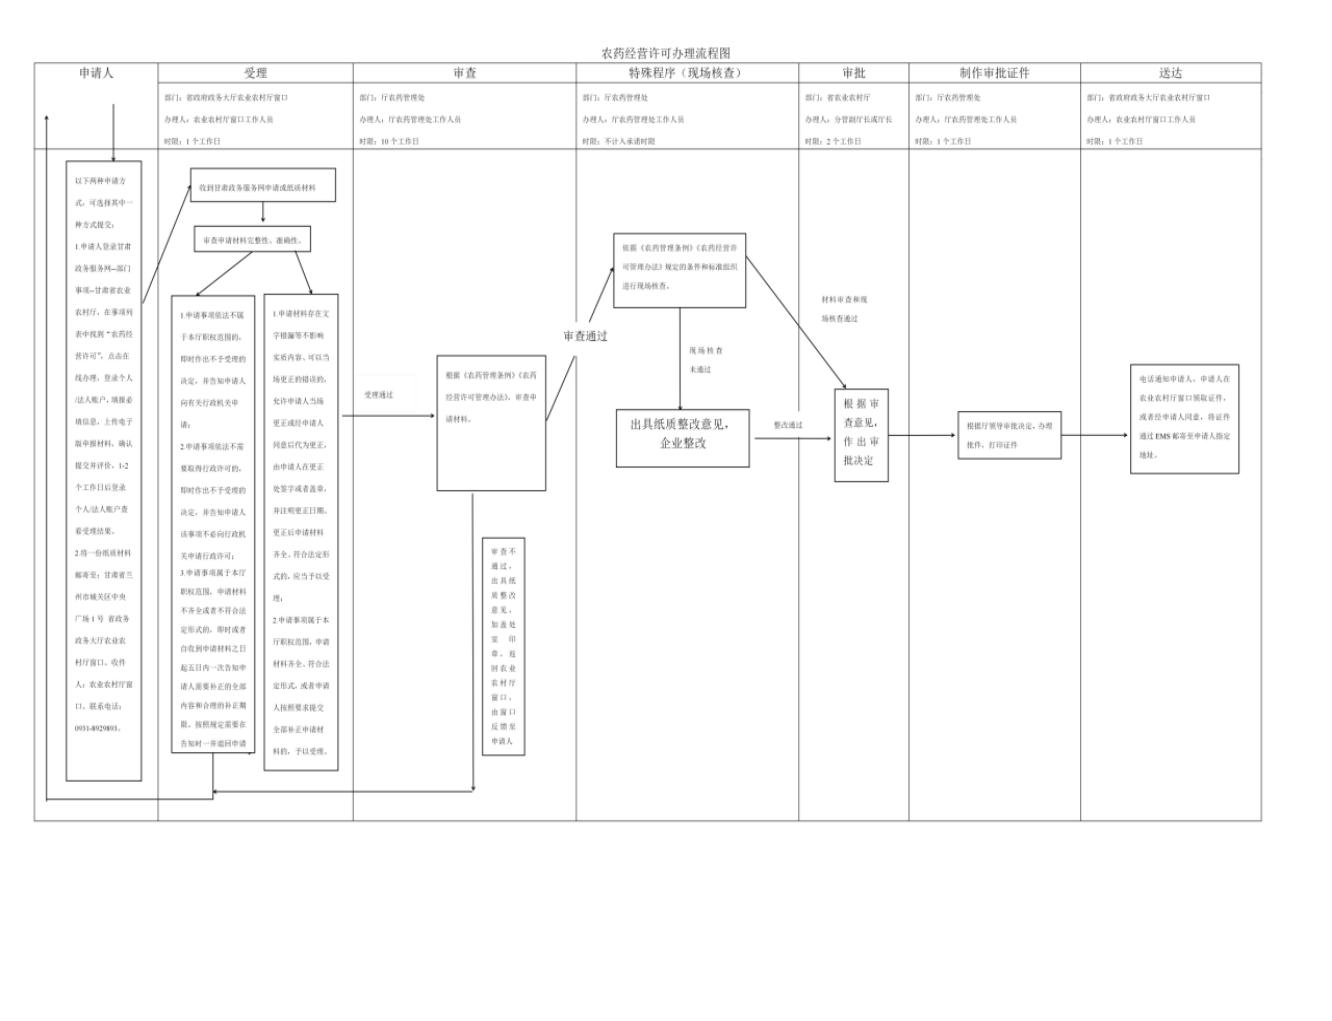 农药经营许可办理流程图
申请人
受理
审查
特殊程序（现场核查）
审批
制作审批证件
送达
部门：省政府政务大厅农业农村厅窗口
办理人：农业农村厅窗口工作人员
时限：1 个工作日
部门：厅农药管理处
办理人：厅农药管理处工作人员
时限：10 个工作日
部门：厅农药管理处
办理人：厅农药管理处工作人员
时限：不计入承诺时限
部门：省农业农村厅
办理人：分管副厅长或厅长
时限：2 个工作日
部门：厅农药管理处
办理人：厅农药管理处工作人员
时限：1 个工作日
部门：省政府政务大厅农业农村厅窗口
办理人：农业农村厅窗口工作人员
时限：1 个工作日
以下两种申请方
式，可选择其中一
种方式提交：
1.申请人登录甘肃
政务服务网--部门
事项--甘肃省农业
农村厅，在事项列
表中找到“农药经
营许可”，点击在
线办理，登录个人
/法人账户，填报必
填信息，上传电子
版申报材料，确认
提交并评价，1-2
个工作日后登录
个人/法人账户查
看受理结果。
2.将一份纸质材料
邮寄至：甘肃省兰
州市城关区中央
广场 1 号 省政务
政务大厅农业农
村厅窗口。收件
人：农业农村厅窗
口。联系电话：
0931-8929893。
收到甘肃政务服务网申请或纸质材料
审查申请材料完整性、准确性。
1.申请事项依法不属
于本厅职权范围的，
即时作出不予受理的
决定，并告知申请人
向有关行政机关申
请；
2.申请事项依法不需
要取得行政许可的，
即时作出不予受理的
决定，并告知申请人
该事项不必向行政机
关申请行政许可；
3.申请事项属于本厅
职权范围，申请材料
不齐全或者不符合法
定形式的，即时或者
自收到申请材料之日
起五日内一次告知申
请人需要补正的全部
内容和合理的补正期
限。按照规定需要在
告知时一并退回申请
1.申请材料存在文
字错漏等不影响
实质内容、可以当
场更正的错误的，
允许申请人当场
更正或经申请人
同意后代为更正，
由申请人在更正
处签字或者盖章，
并注明更正日期。
更正后申请材料
齐全、符合法定形
式的，应当予以受
理；
2.申请事项属于本
厅职权范围，申请
材料齐全、符合法
定形式，或者申请
人按照要求提交
全部补正申请材
料的，予以受理。
受理通过
根据《农药管理条例》《农药
经营许可管理办法》，审查申
请材料。
审查不
通过，
出具纸
质整改
意见，
加盖处
室 印
章，返
回农业
农村厅
窗口，
由窗口
反馈至
申请人
审查通过
依据《农药管理条例》《农药经营许
可管理办法》规定的条件和标准组织
进行现场核查。
现场核查
未通过
出具纸质整改意见，
企业整改
整改通过
材料审查和现
场核查通过
根据审
查意见，
作出审
批决定
根据厅领导审批决定，办理
批件、打印证件
电话通知申请人，申请人在
农业农村厅窗口领取证件，
或者经申请人同意，将证件
通过 EMS 邮寄至申请人指定
地址。